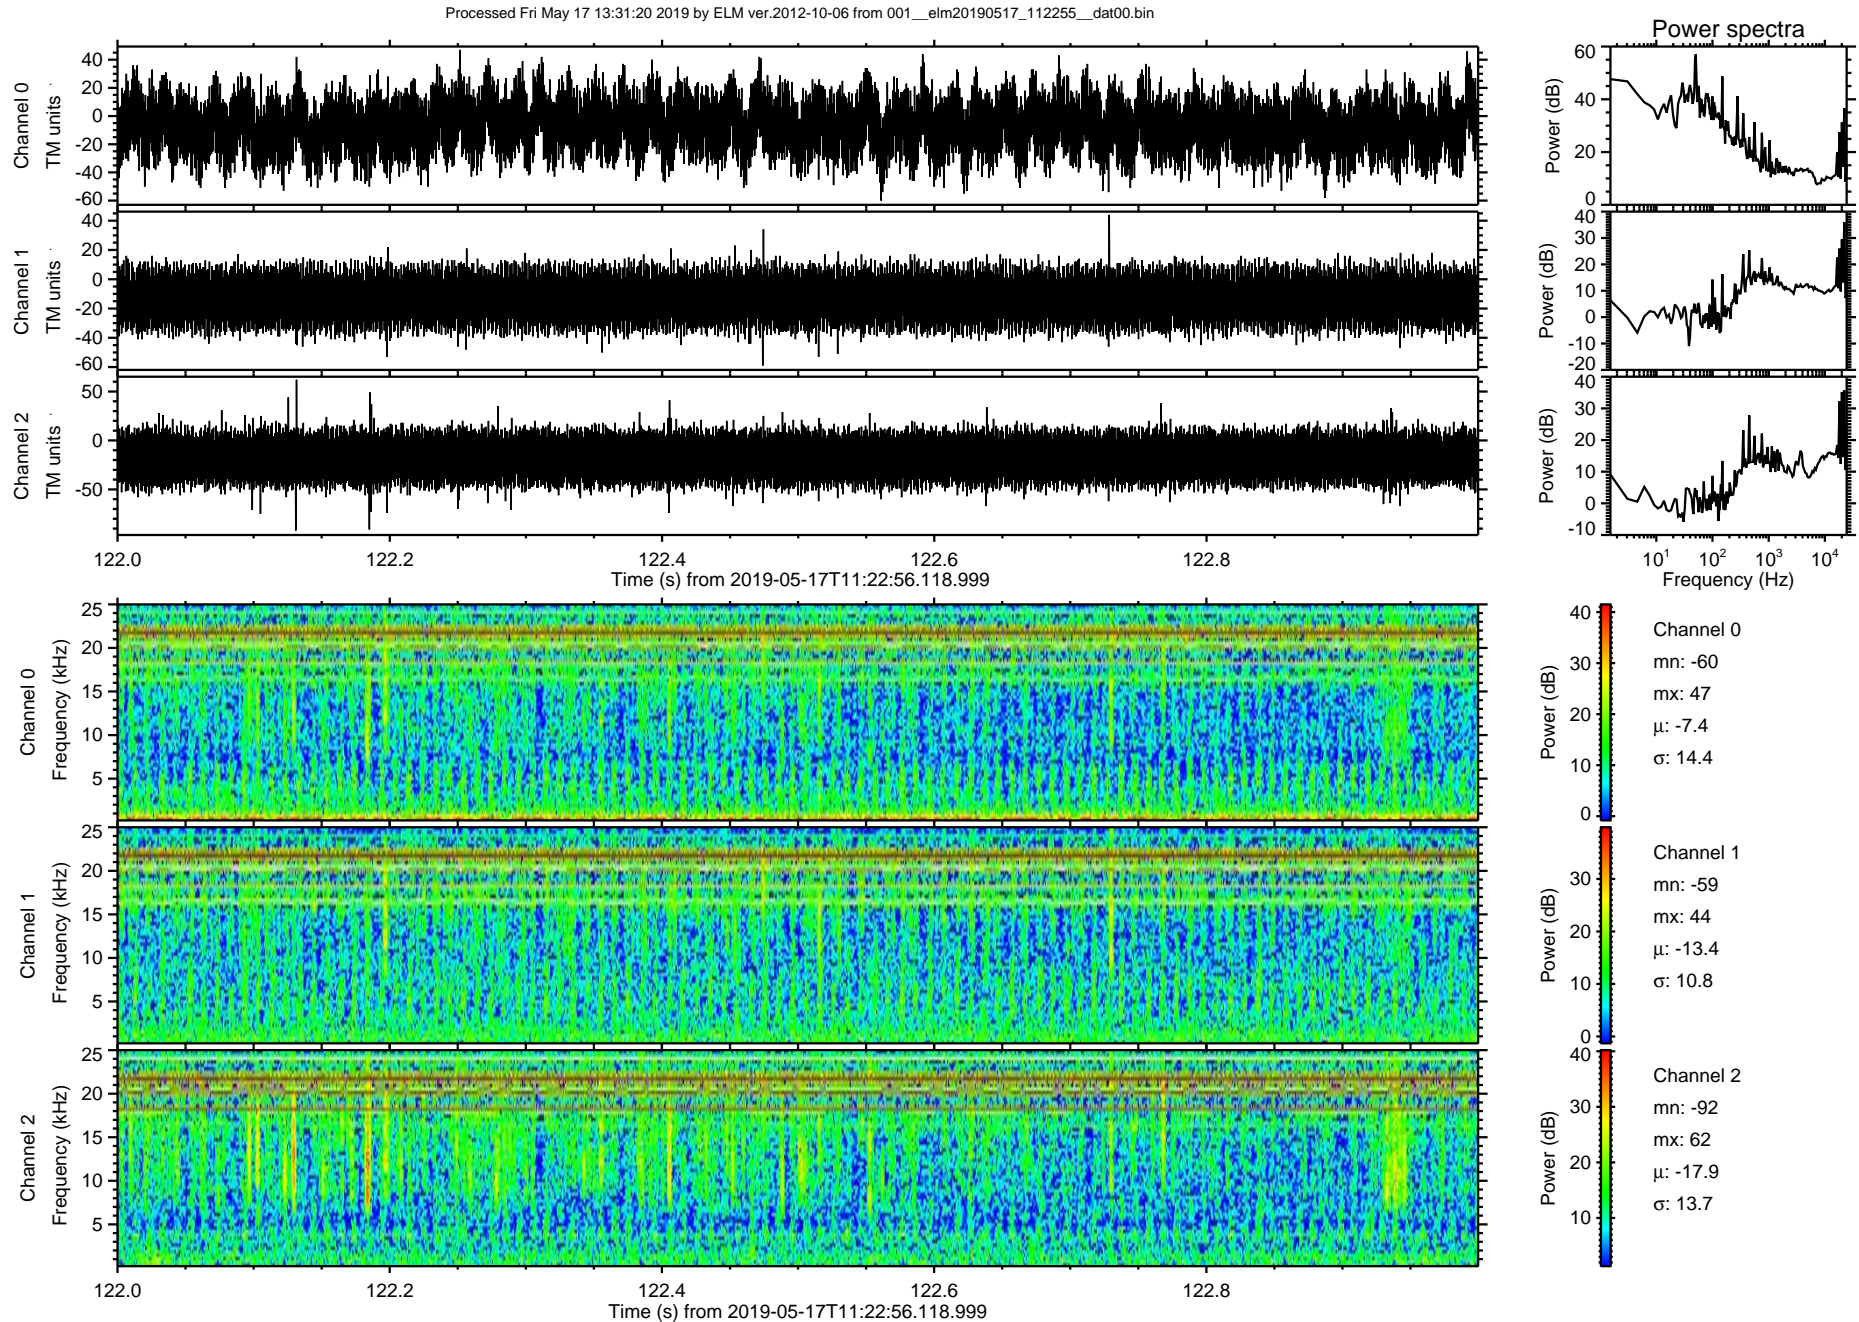 Processed Fri May 17 13:31:20 2019 by ELM ver.2012-10-06 from 001__elm20190517_112255__dat00.bin
Power spectra
Channel 0
TM units
40
20
0
-20
-40
-60
Power (dB)
60
40
20
0
Channel 1
TM units
40
20
0
-20
-40
-60
Power (dB)
40
30
20
10
0
-10
-20
Channel 2
TM units
50
0
-50
Power (dB)
40
30
20
10
0
-10
122.0 122.2 122.4 122.6 122.8
Time (s) from 2019-05-17T11:22:56.118.999
10¹ 10² 10³ 10⁴
Frequency (Hz)
Channel 0
Frequency (kHz)
25
20
15
10
5
Power (dB)
40
30
20
10
0
Channel 0
mn: -60
mx: 47
μ: -7.4
σ: 14.4
Channel 1
Frequency (kHz)
25
20
15
10
5
Power (dB)
30
20
10
0
Channel 1
mn: -59
mx: 44
μ: -13.4
σ: 10.8
Channel 2
Frequency (kHz)
25
20
15
10
5
Power (dB)
40
30
20
10
Channel 2
mn: -92
mx: 62
μ: -17.9
σ: 13.7
122.0 122.2 122.4 122.6 122.8
Time (s) from 2019-05-17T11:22:56.118.999